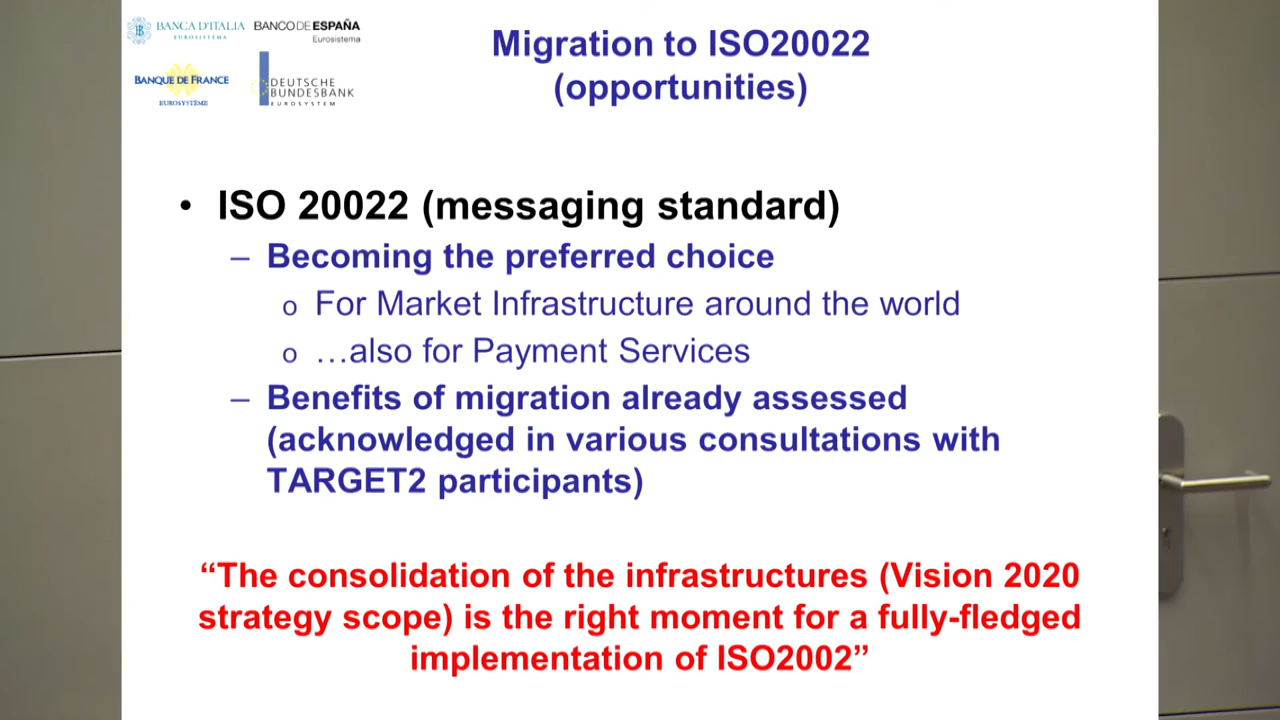 BANCA D'ITALIA
EUROSISTEMA
BANCODEESPAÑA
Eurosistema
BANQUE DE FRANCE
EUROSYSTÈME
DEUTSCHE
BUNDESBANK
EUROSYSTEM
Migration to ISO20022
(opportunities)
• ISO 20022 (messaging standard)
– Becoming the preferred choice
o For Market Infrastructure around the world
o …also for Payment Services
– Benefits of migration already assessed
(acknowledged in various consultations with
TARGET2 participants)
“The consolidation of the infrastructures (Vision 2020
strategy scope) is the right moment for a fully-fledged
implementation of ISO2002”